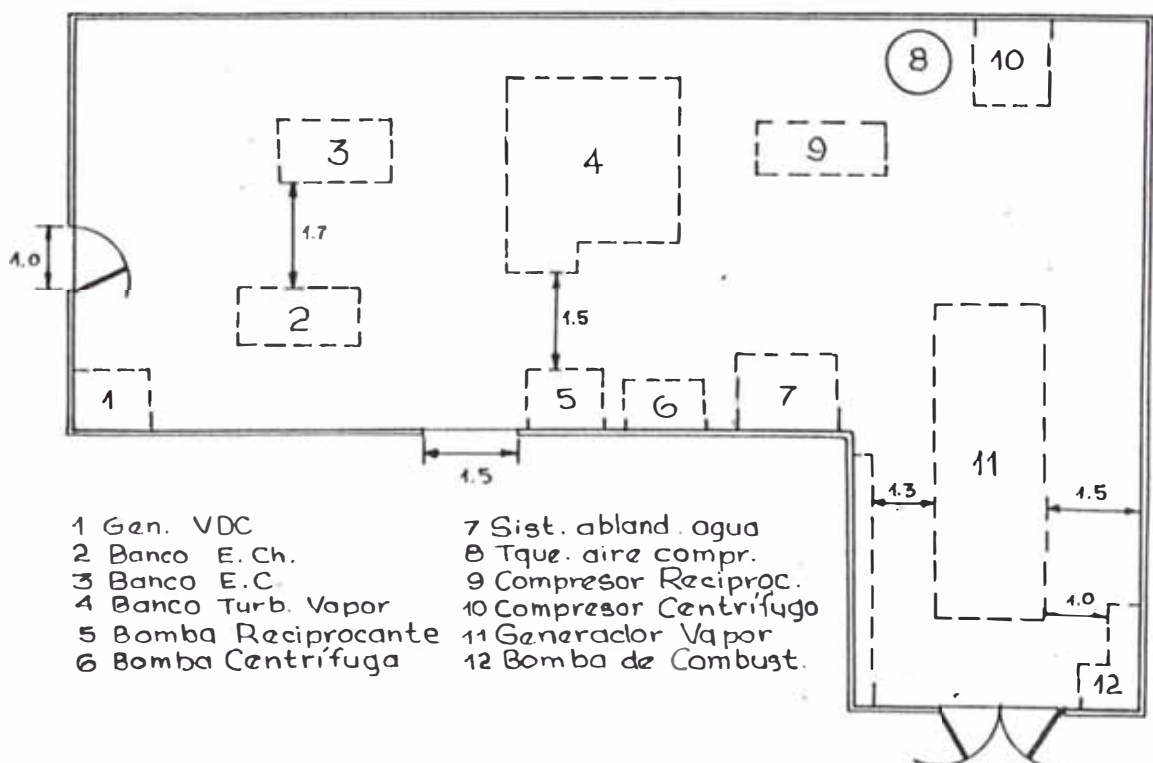 8
10
3
4
9
1.7
1.0
2
1.5
1
5
6
7
1.5
11
1.3
1.5
1.0
12
1 Gen. VDC
2 Banco E. Ch.
3 Banco E.C
4 Banco Turb. Vapor
5 Bomba Reciprocante
6 Bomba Centrífuga
7 Sist. abland. agua
8 Tque. aire compr.
9 Compresor Reciproc.
10 Compresor Centrífugo
11 Generador Vapor
12 Bomba de Combust.